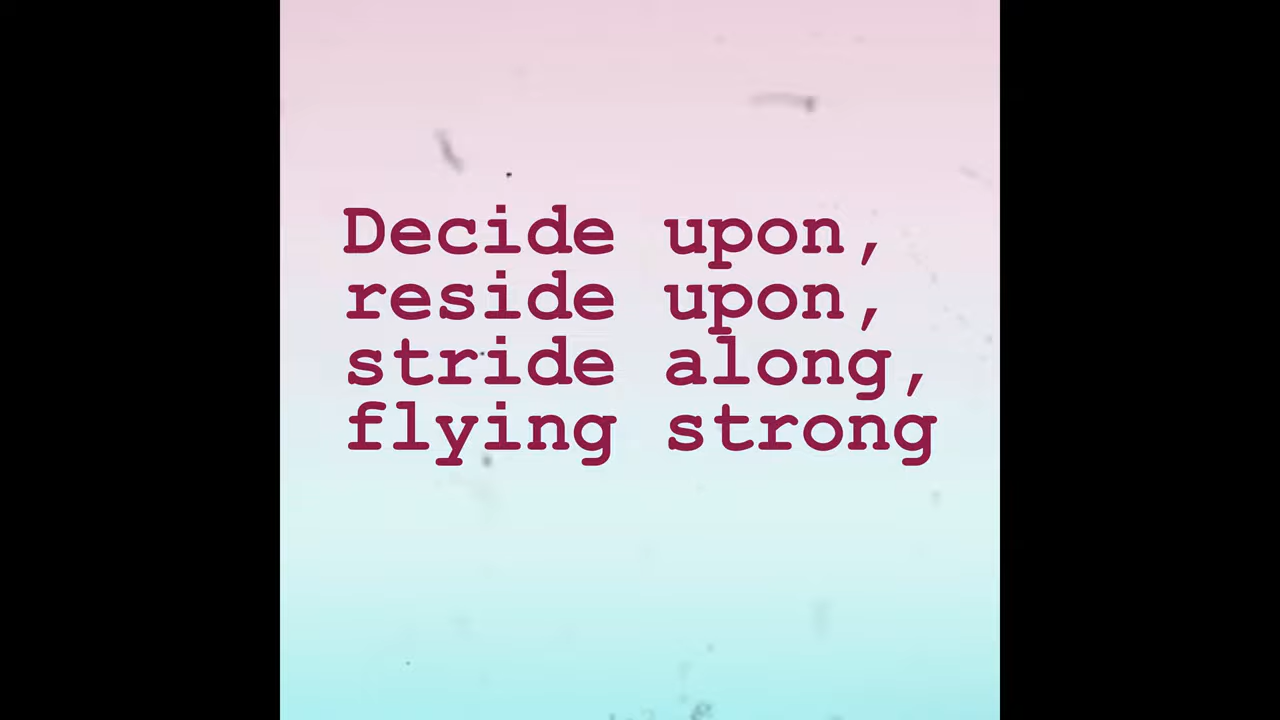 Decide upon,
reside upon,
stride along,
flying strong